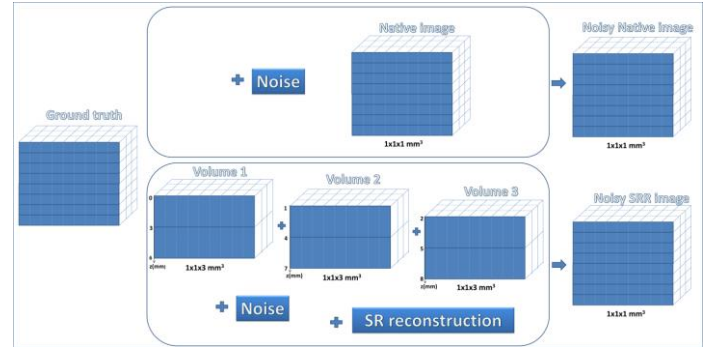 Native image
Noisy Native image
+ Noise
1x1x1 mm³
1x1x1 mm³
Ground truth
Volume 1
Volume 2
Volume 3
Noisy SRR image
0
3
z(mm)
1x1x3 mm³
+
1
4
7
z(mm)
1x1x3 mm³
+
2
5
8
z(mm)
1x1x3 mm³
1x1x1 mm³
+ Noise
+ SR reconstruction